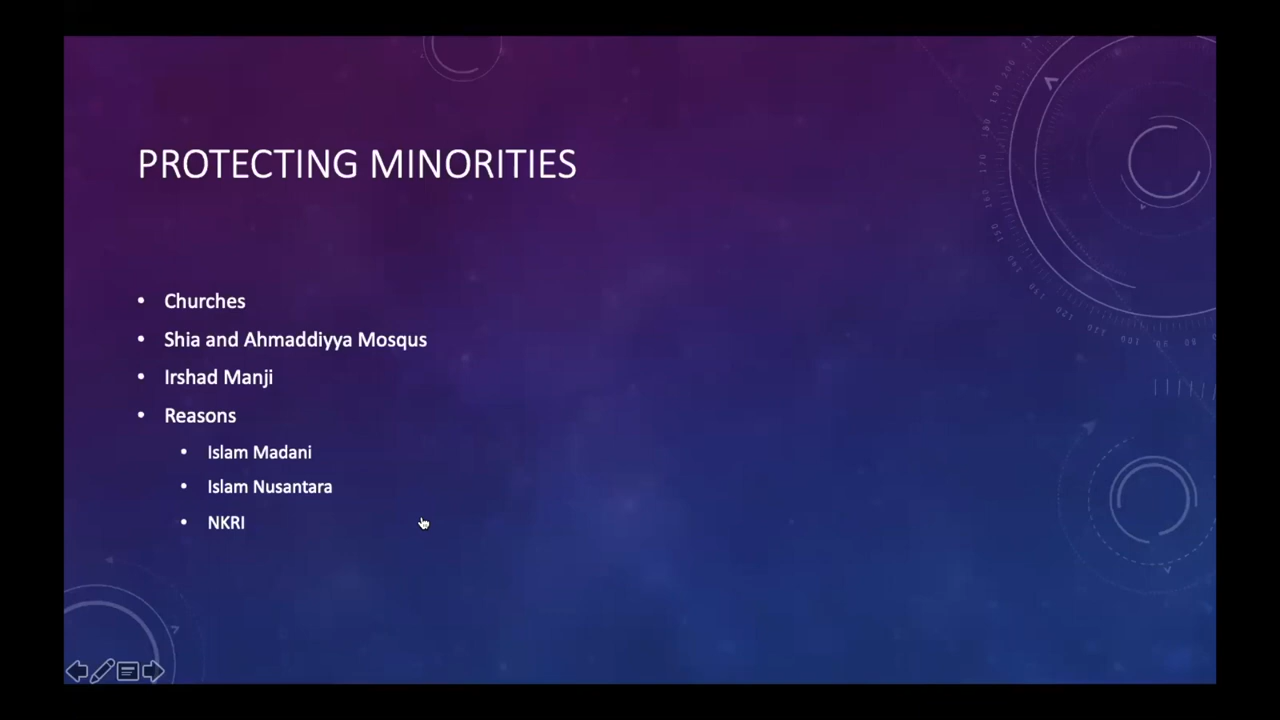 PROTECTING MINORITIES
• Churches
• Shia and Ahmaddiyya Mosqus
• Irshad Manji
• Reasons
• Islam Madani
• Islam Nusantara
• NKRI